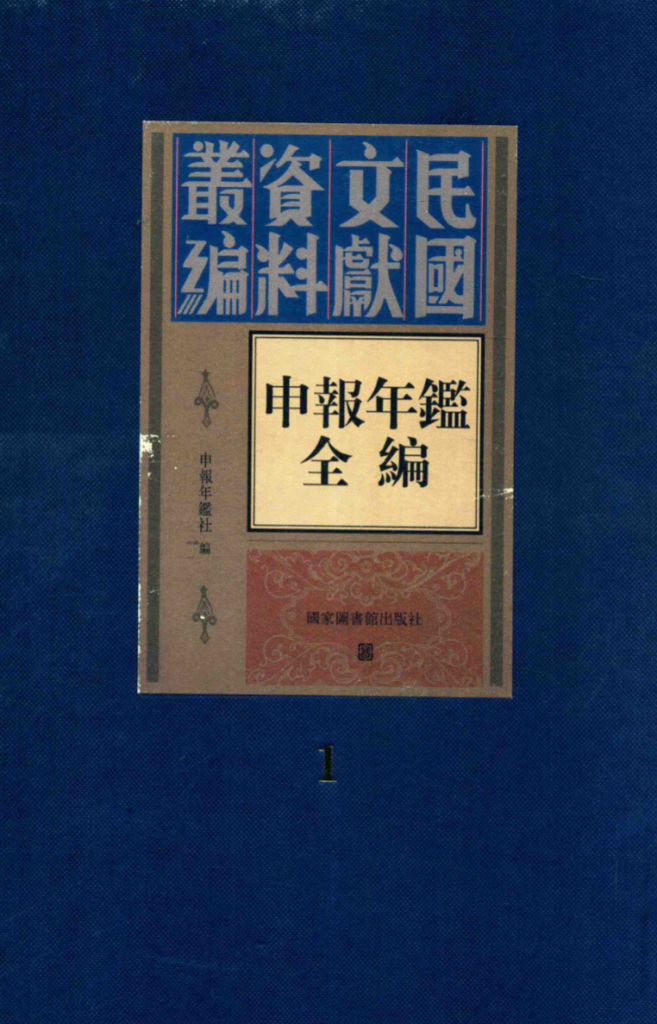 民國
文獻
資料
叢編
申報年鑑
全編
申報年鑑社 編
國家圖書館出版社
1